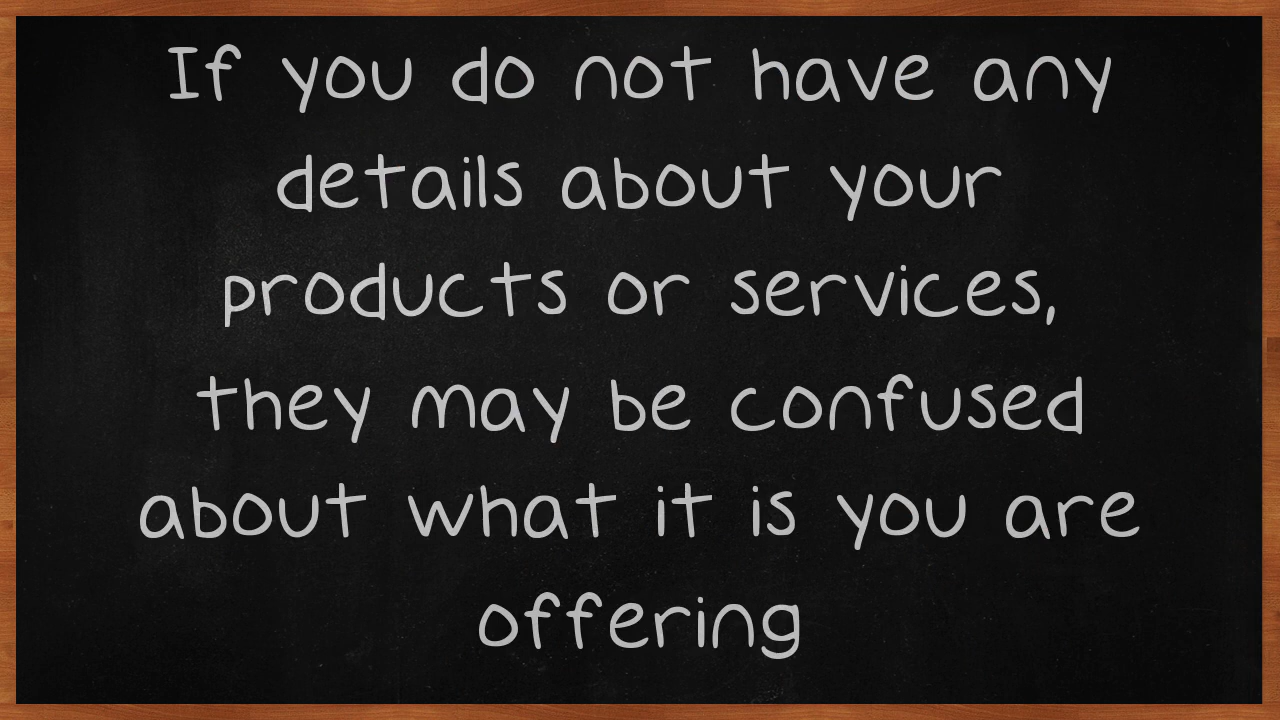 If you do not have any
details about your
products or services,
they may be confused
about what it is you are
offering